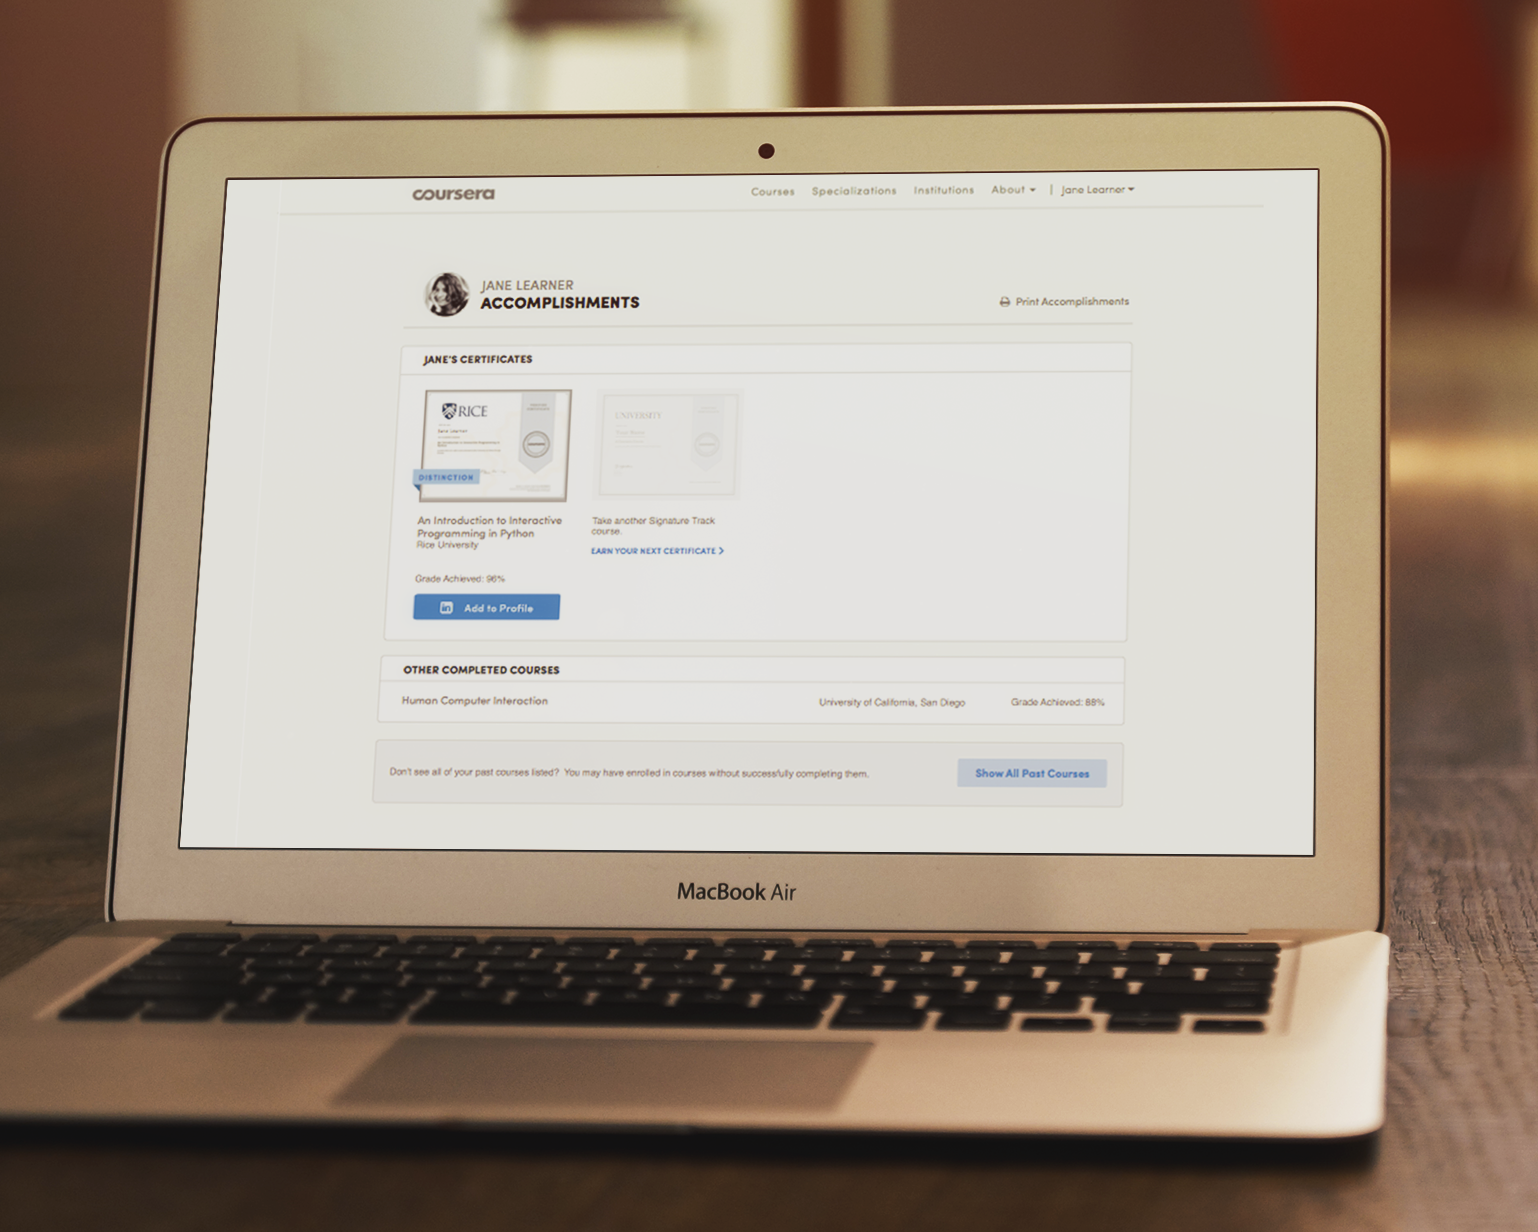 coursera
Courses Specializations Institutions About | Jane Learner
JANE LEARNER
ACCOMPLISHMENTS
Print Accomplishments
JANE'S CERTIFICATES
RICE
DISTINCTION
UNIVERSITY
An Introduction to Interactive
Programming in Python
Rice University
Take another Signature Track
course.
EARN YOUR NEXT CERTIFICATE
Grade Achieved: 96%
in Add to Profile
OTHER COMPLETED COURSES
Human Computer Interaction University of California, San Diego Grade Achieved: 88%
Don't see all of your past courses listed? You may have enrolled in courses without successfully completing them. Show All Past Courses
MacBook Air